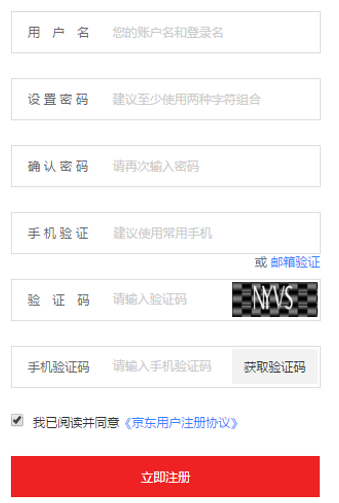 用 户 名 您的账户名和登录名
设置密码 建议至少使用两种字符组合
确认密码 请再次输入密码
手机验证 建议使用常用手机
或 邮箱验证
验 证 码 请输入验证码 NYVS
手机验证码 请输入手机验证码 获取验证码
我已阅读并同意《京东用户注册协议》
立即注册